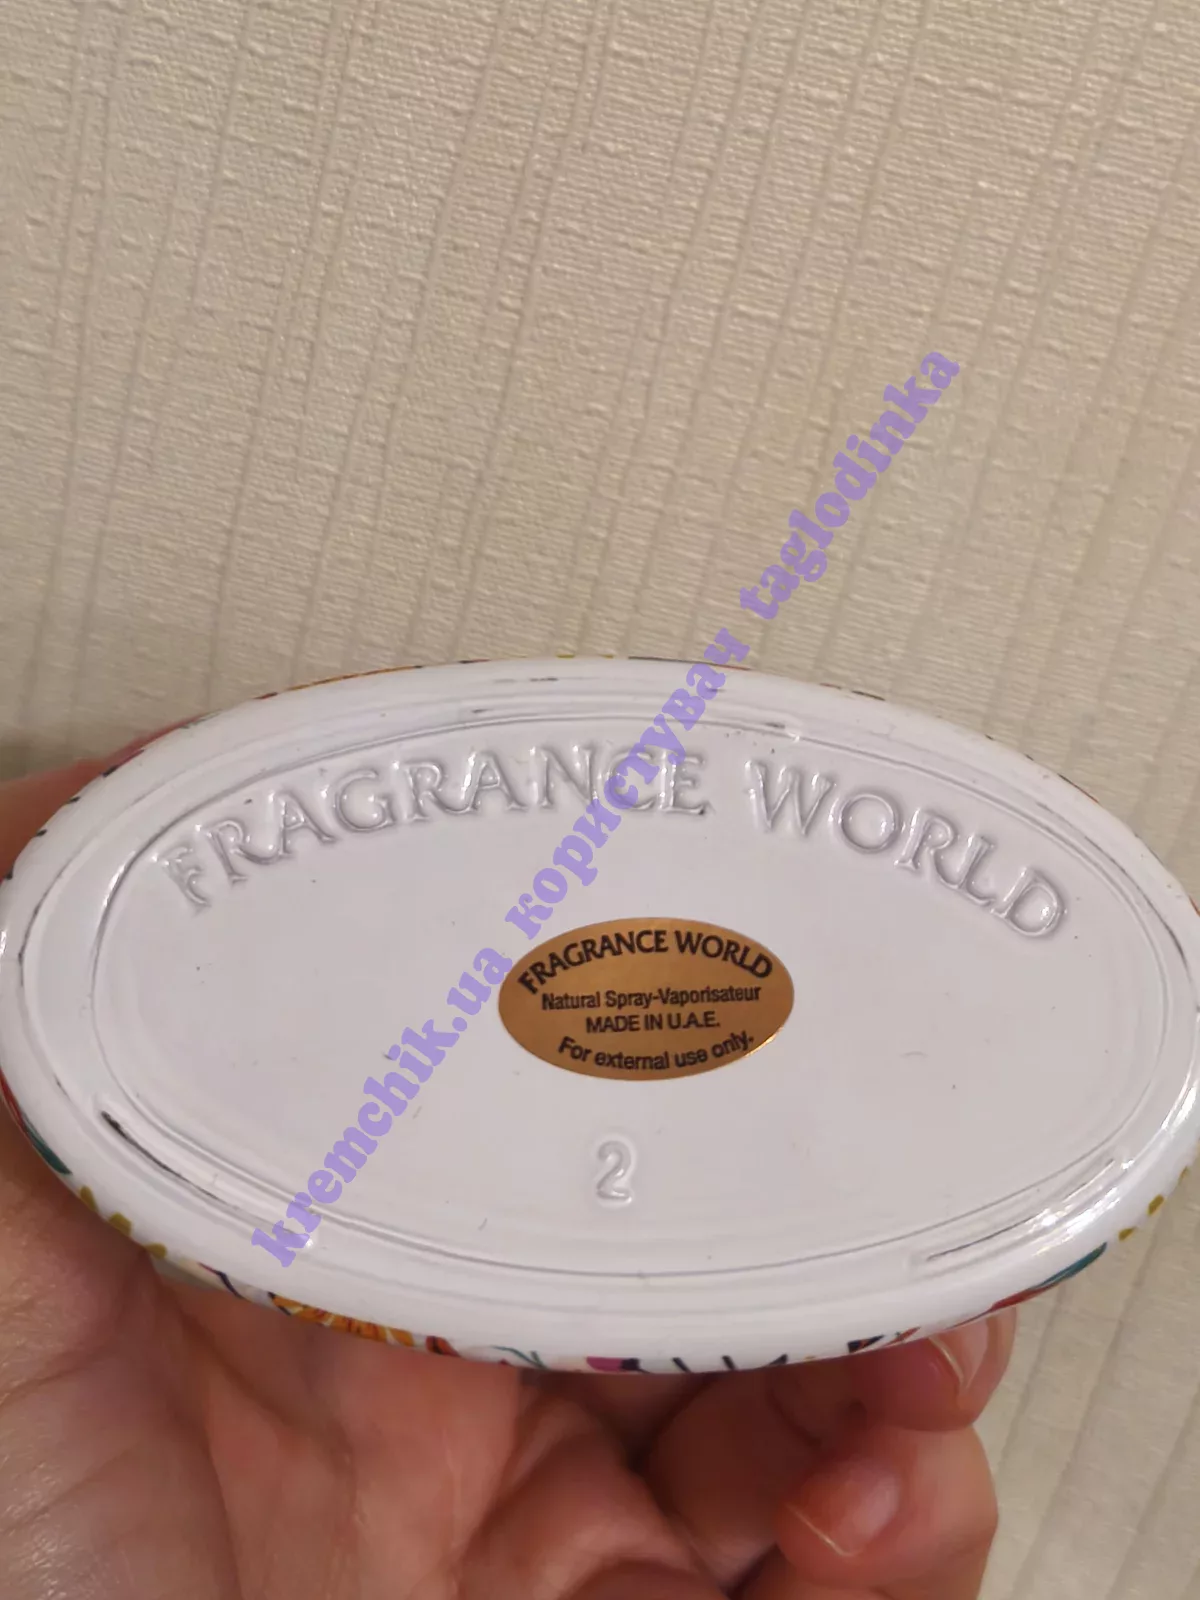 FRAGRANCE WORLD
FRAGRANCE WORLD
Natural Spray-Vaporisateur
MADE IN U.A.E.
For external use only.
2
kremchik.ua користувач taglodinka